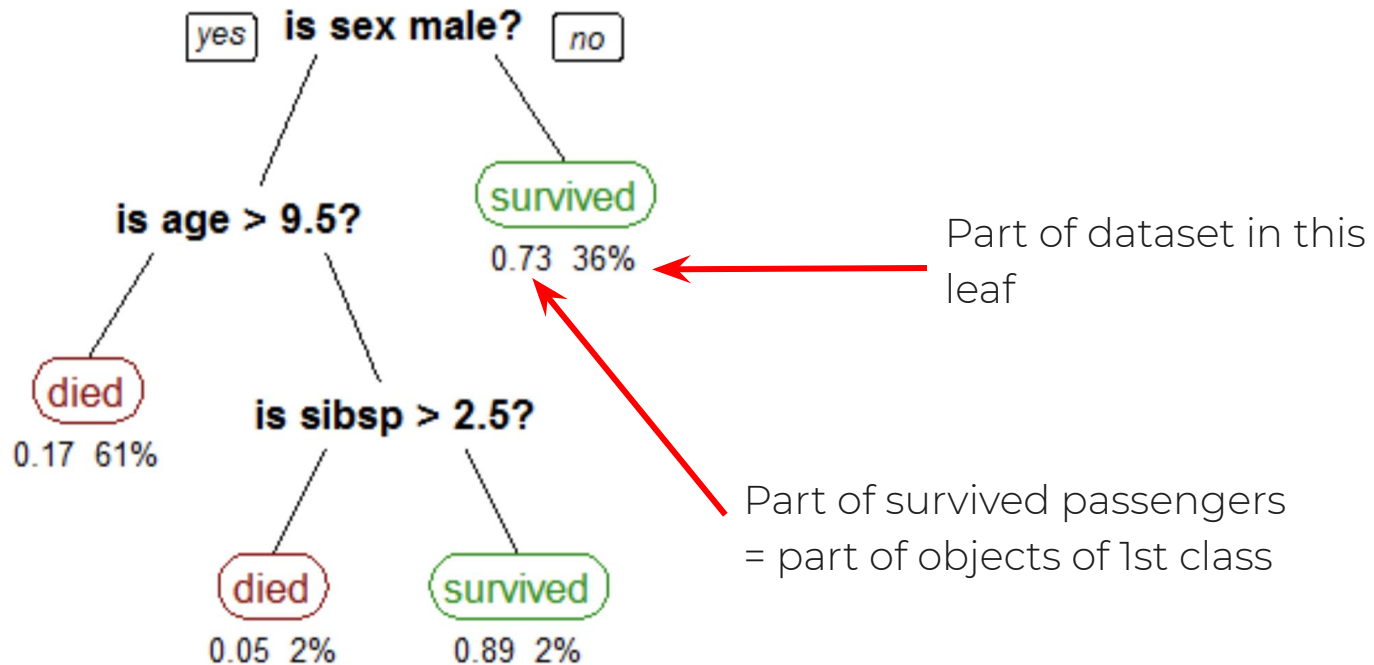 yes is sex male? no
survived
0.73 36%
is age > 9.5?
Part of dataset in this
leaf
died
0.17 61%
is sibsp > 2.5?
Part of survived passengers
= part of objects of 1st class
died survived
0.05 2% 0.89 2%